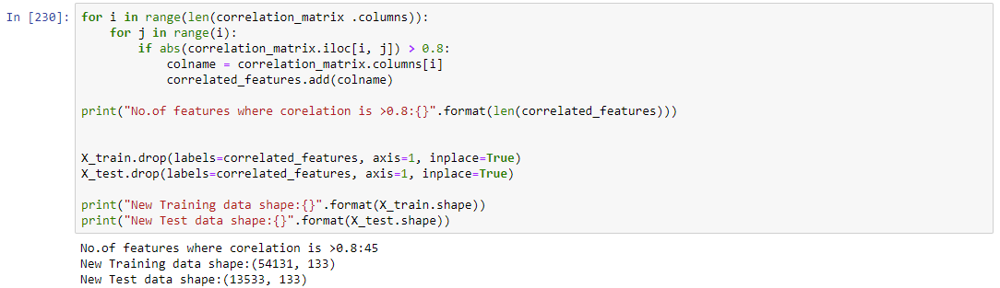 In [230]: for i in range(len(correlation_matrix .columns)):
    for j in range(i):
        if abs(correlation_matrix.iloc[i, j]) > 0.8:
            colname = correlation_matrix.columns[i]
            correlated_features.add(colname)
print("No.of features where corelation is >0.8:{}".format(len(correlated_features)))
X_train.drop(labels=correlated_features, axis=1, inplace=True)
X_test.drop(labels=correlated_features, axis=1, inplace=True)
print("New Training data shape:{}".format(X_train.shape))
print("New Test data shape:{}".format(X_test.shape))
No.of features where corelation is >0.8:45
New Training data shape:(54131, 133)
New Test data shape:(13533, 133)